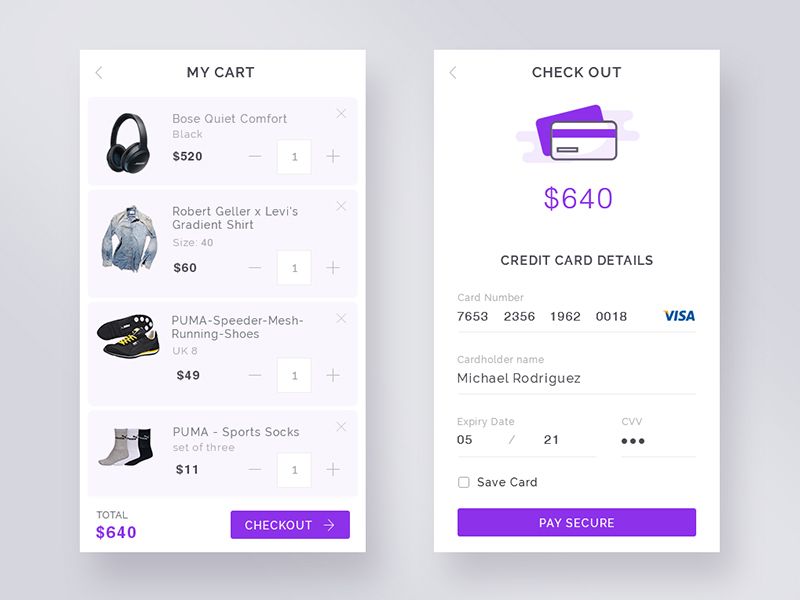 MY CART
Bose Quiet Comfort
Black
$520
1
Robert Geller x Levi's
Gradient Shirt
Size: 40
$60
1
PUMA-Speeder-Mesh-
Running-Shoes
UK 8
$49
1
PUMA - Sports Socks
set of three
$11
1
TOTAL
$640
CHECKOUT
CHECK OUT
$640
CREDIT CARD DETAILS
Card Number
7653 2356 1962 0018 VISA
Cardholder name
Michael Rodriguez
Expiry Date CVV
05 / 21 ●●●
Save Card
PAY SECURE